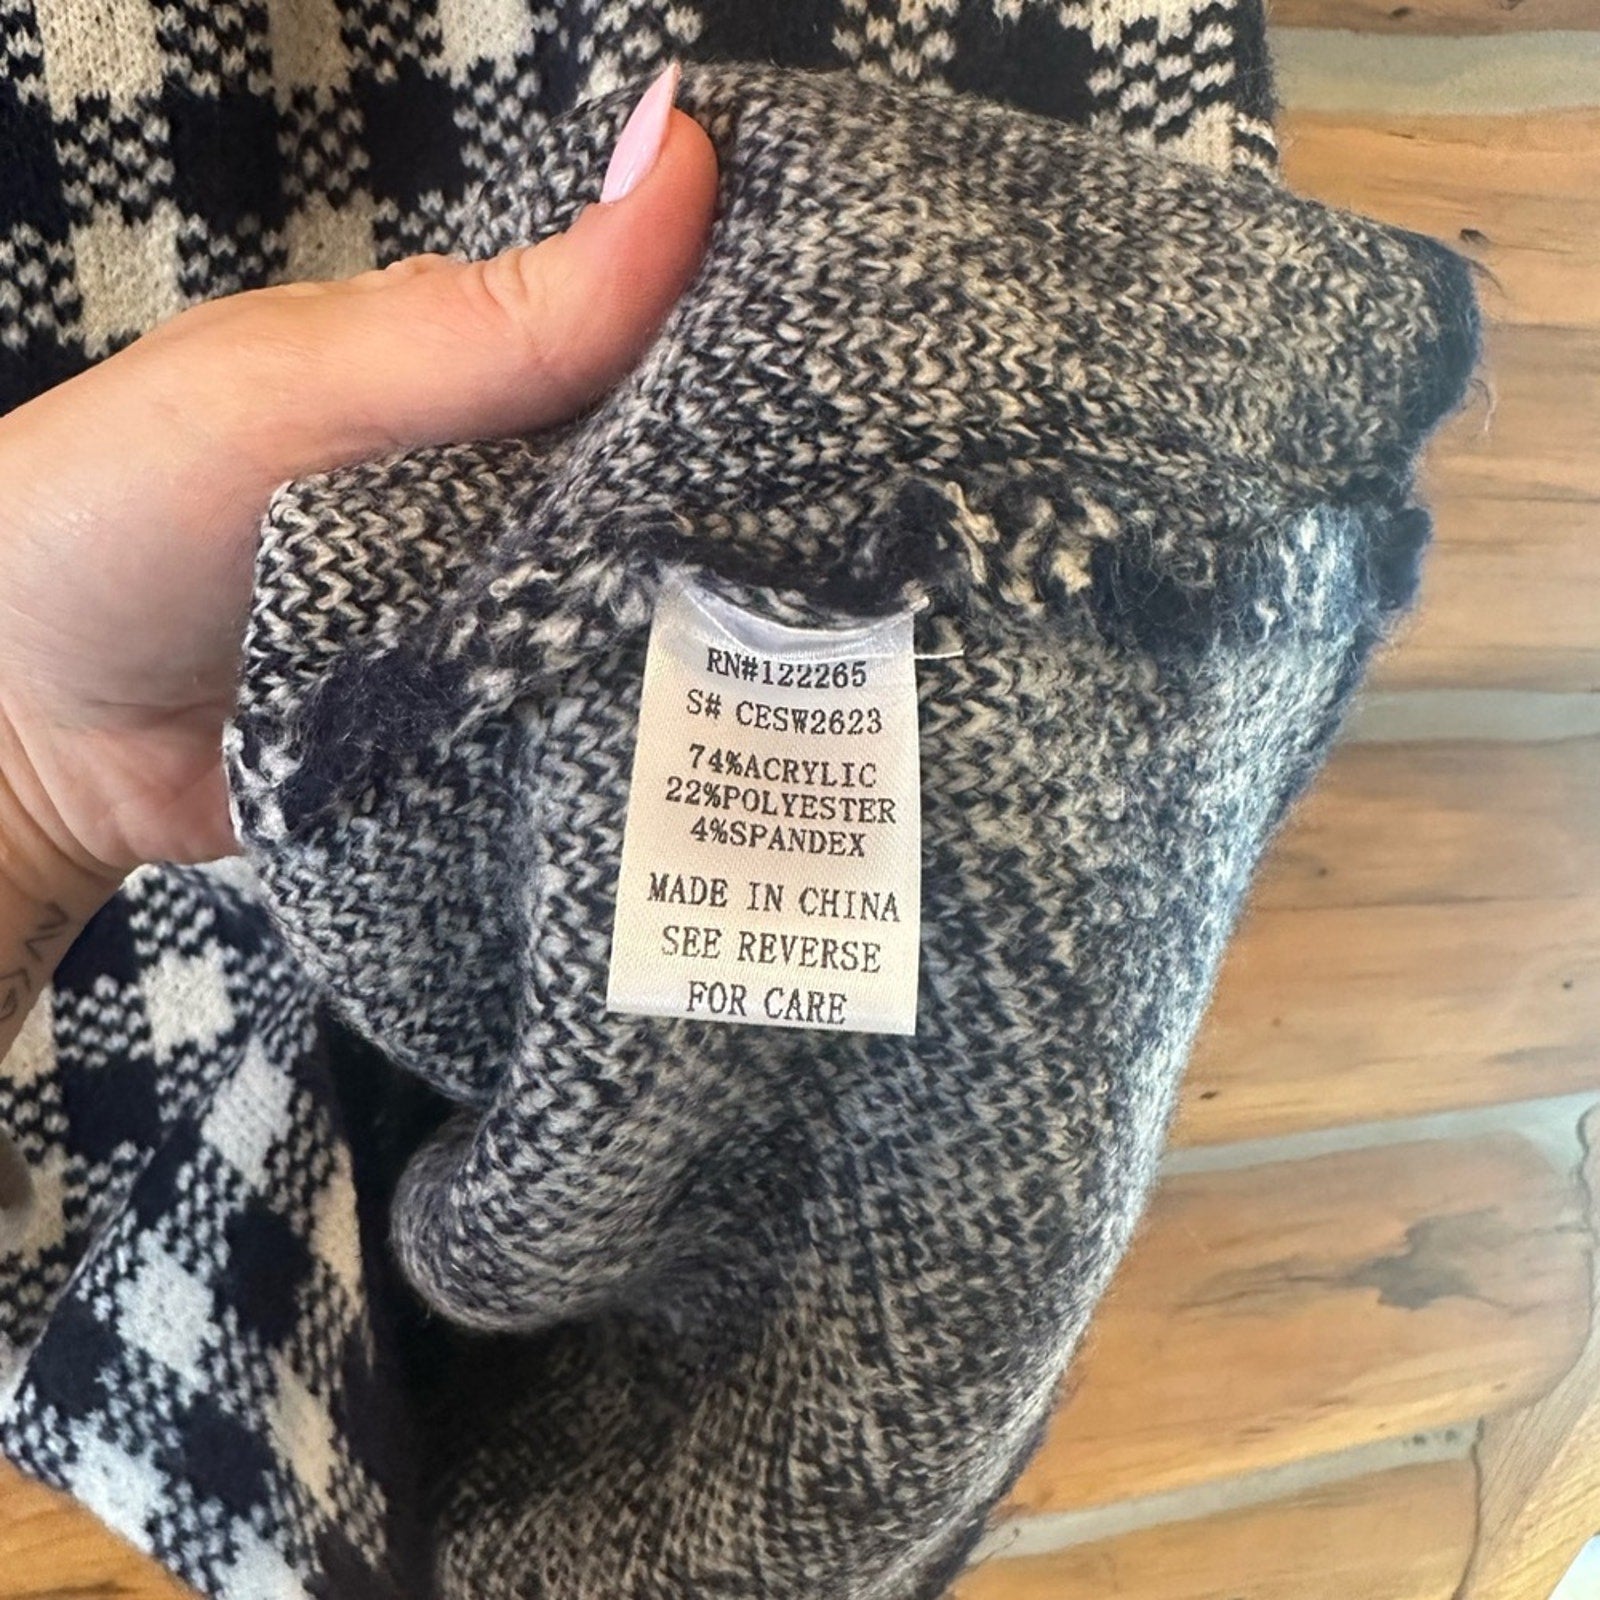 RN#122265
S# CESW2623
74%ACRYLIC
22%POLYESTER
4%SPANDEX
MADE IN CHINA
SEE REVERSE
FOR CARE